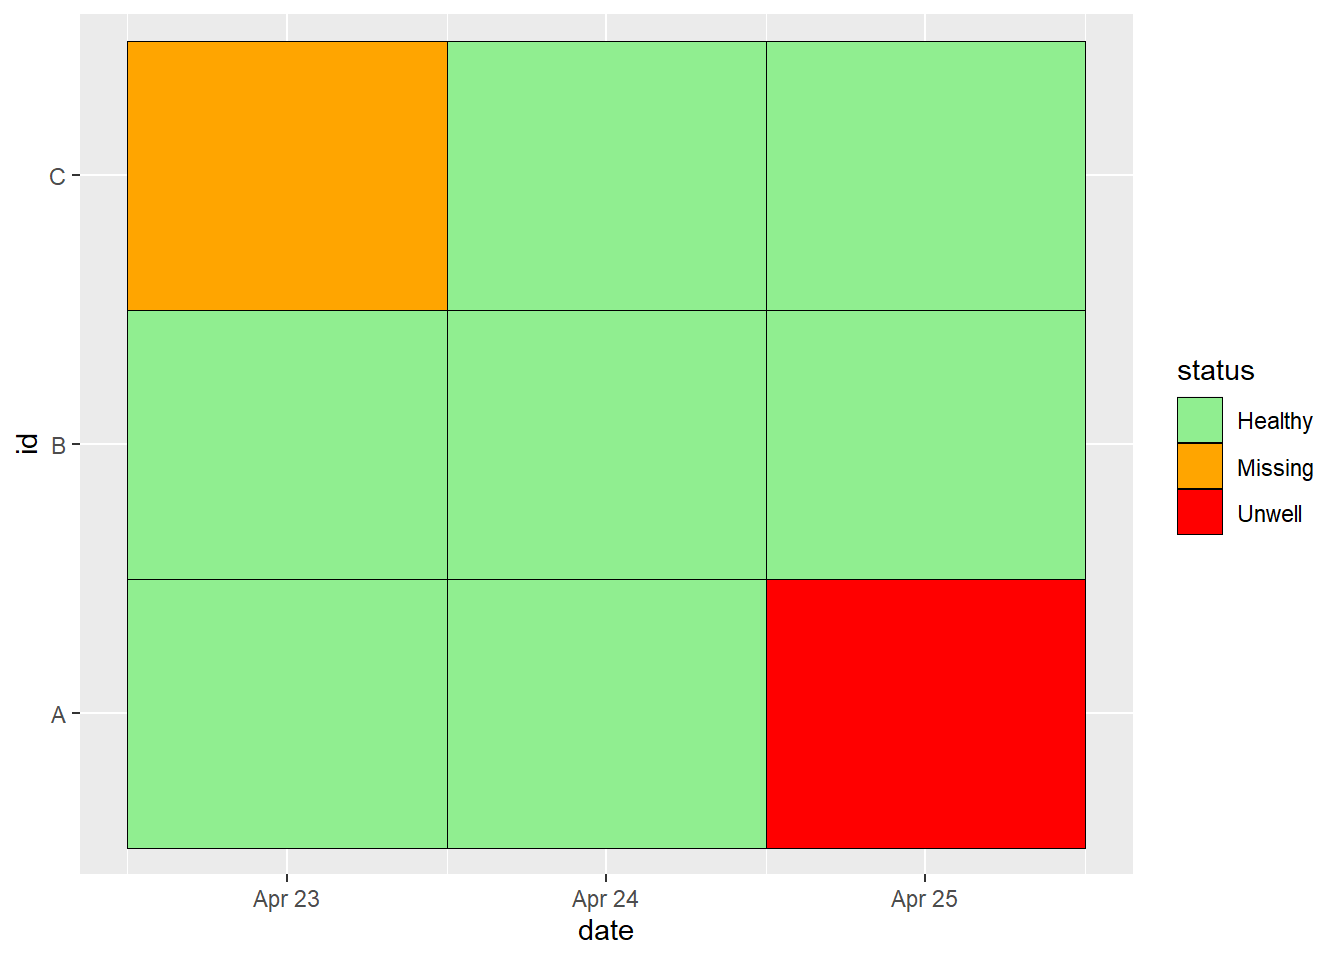 C
B
A
id
Apr 23
Apr 24
Apr 25
date
status
Healthy
Missing
Unwell